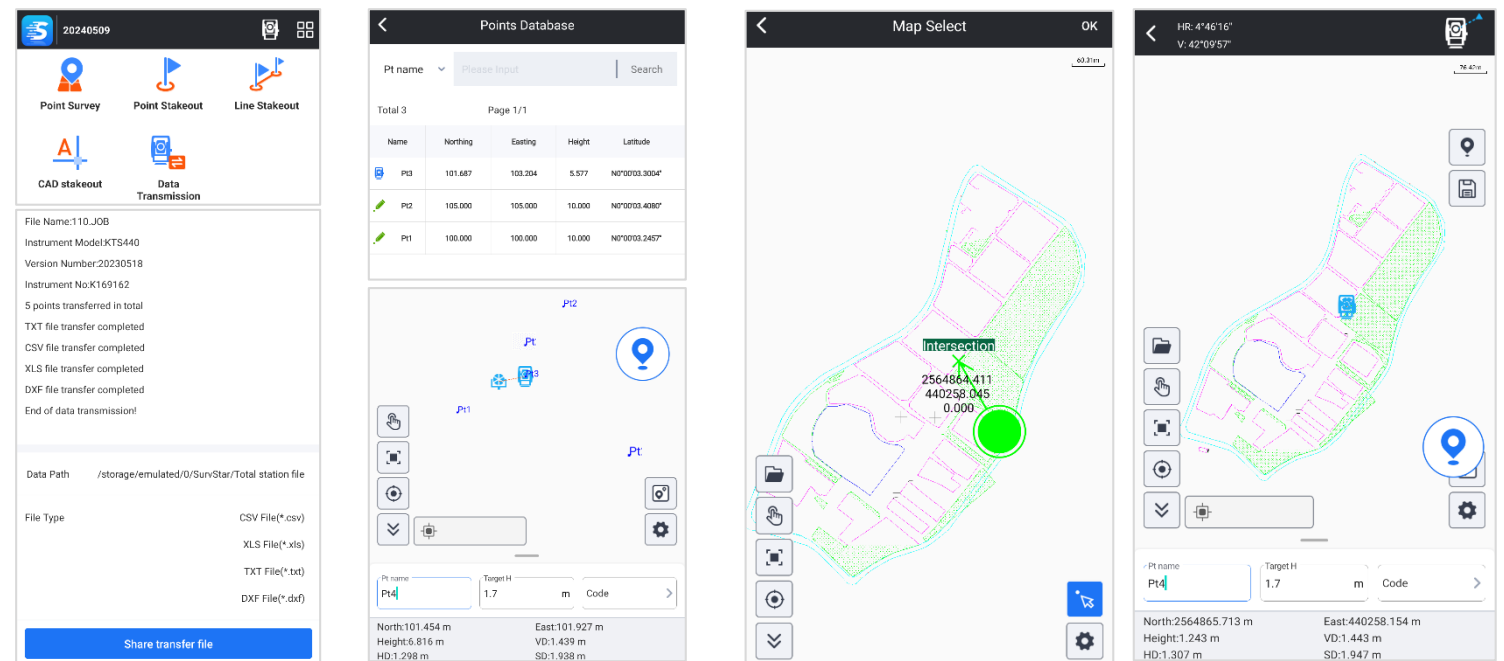 20240509
Point Survey
Point Stakeout
Line Stakeout
CAD stakeout
Data
Transmission
File Name:110.JOB
Instrument Model:KTS440
Version Number:20230518
Instrument No:K169162
5 points transferred in total
TXT file transfer completed
CSV file transfer completed
XLS file transfer completed
DXF file transfer completed
End of data transmission!
Data Path /storage/emulated/0/SurvStar/Total station file
File Type CSV File(*.csv)
XLS File(*.xls)
TXT File(*.txt)
DXF File(*.dxf)
Share transfer file
Points Database
Pt name Please Input Search
Total 3 Page 1/1
Name Northing Easting Height Latitude
Pt3 101.687 103.204 5.577 N0°00'03.3004"
Pt2 105.000 105.000 10.000 N0°00'03.4080"
Pt1 100.000 100.000 10.000 N0°00'03.2457"
Pt2
Pt
Pt3
Pt1
Pt
Pt name Target H
Pt4 1.7 m Code
North:101.454 m East:101.927 m
Height:6.816 m VD:1.439 m
HD:1.298 m SD:1.938 m
Map Select OK
60.31m
Intersection
2564864.411
440258.045
0.000
HR: 4°46'16"
V: 42°09'57"
76.42m
Pt name Target H
Pt4 1.7 m Code
North:2564865.713 m East:440258.154 m
Height:1.243 m VD:1.443 m
HD:1.307 m SD:1.947 m